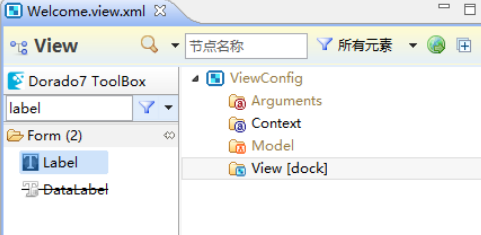 Welcome.view.xml
View
节点名称
所有元素
Dorado7 ToolBox
label
Form (2)
Label
DataLabel
ViewConfig
Arguments
Context
Model
View [dock]